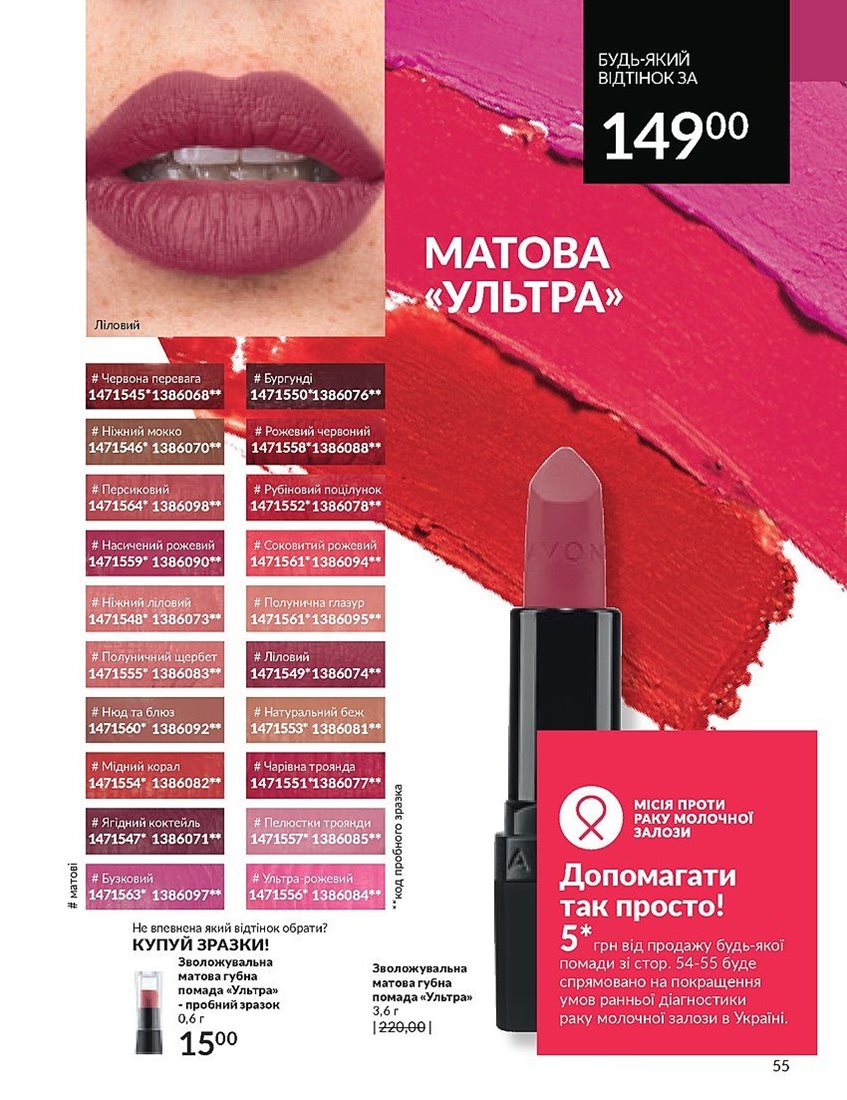 БУДЬ-ЯКИЙ
ВІДТІНОК ЗА
149⁰⁰
МАТОВА
«УЛЬТРА»
Ліловий
# Червона перевага
1471545* 1386068**
# Бургунді
1471550* 1386076**
# Ніжний мокко
1471546* 1386070**
# Рожевий червоний
1471558* 1386088**
# Персиковий
1471564* 1386098**
# Рубіновий поцілунок
1471552* 1386078**
# Насичений рожевий
1471559* 1386090**
# Соковитий рожевий
1471561* 1386094**
# Ніжний ліловий
1471548* 1386073**
# Полунична глазур
1471561* 1386095**
# Полуничний щербет
1471555* 1386083**
# Ліловий
1471549* 1386074**
# Нюд та блюз
1471560* 1386092**
# Натуральний беж
1471553* 1386081**
# Мідний корал
1471554* 1386082**
# Чарівна троянда
1471551* 1386077**
# Ягідний коктейль
1471547* 1386071**
# Пелюстки троянди
1471557* 1386085**
# Бузковий
1471563* 1386097**
# Ультра-рожевий
1471556* 1386084**
# матові
**код пробного зразка
AVON
A
Не впевнена який відтінок обрати?
КУПУЙ ЗРАЗКИ!
Зволожувальна
матова губна
помада «Ультра»
- пробний зразок
0,6 г
15⁰⁰
Зволожувальна
матова губна
помада «Ультра»
3,6 г
| 220,00 |
МІСІЯ ПРОТИ
РАКУ МОЛОЧНОЇ
ЗАЛОЗИ
Допомагати
так просто!
5* грн від продажу будь-якої
помади зі стор. 54-55 буде
спрямовано на покращення
умов ранньої діагностики
раку молочної залози в Україні.
55